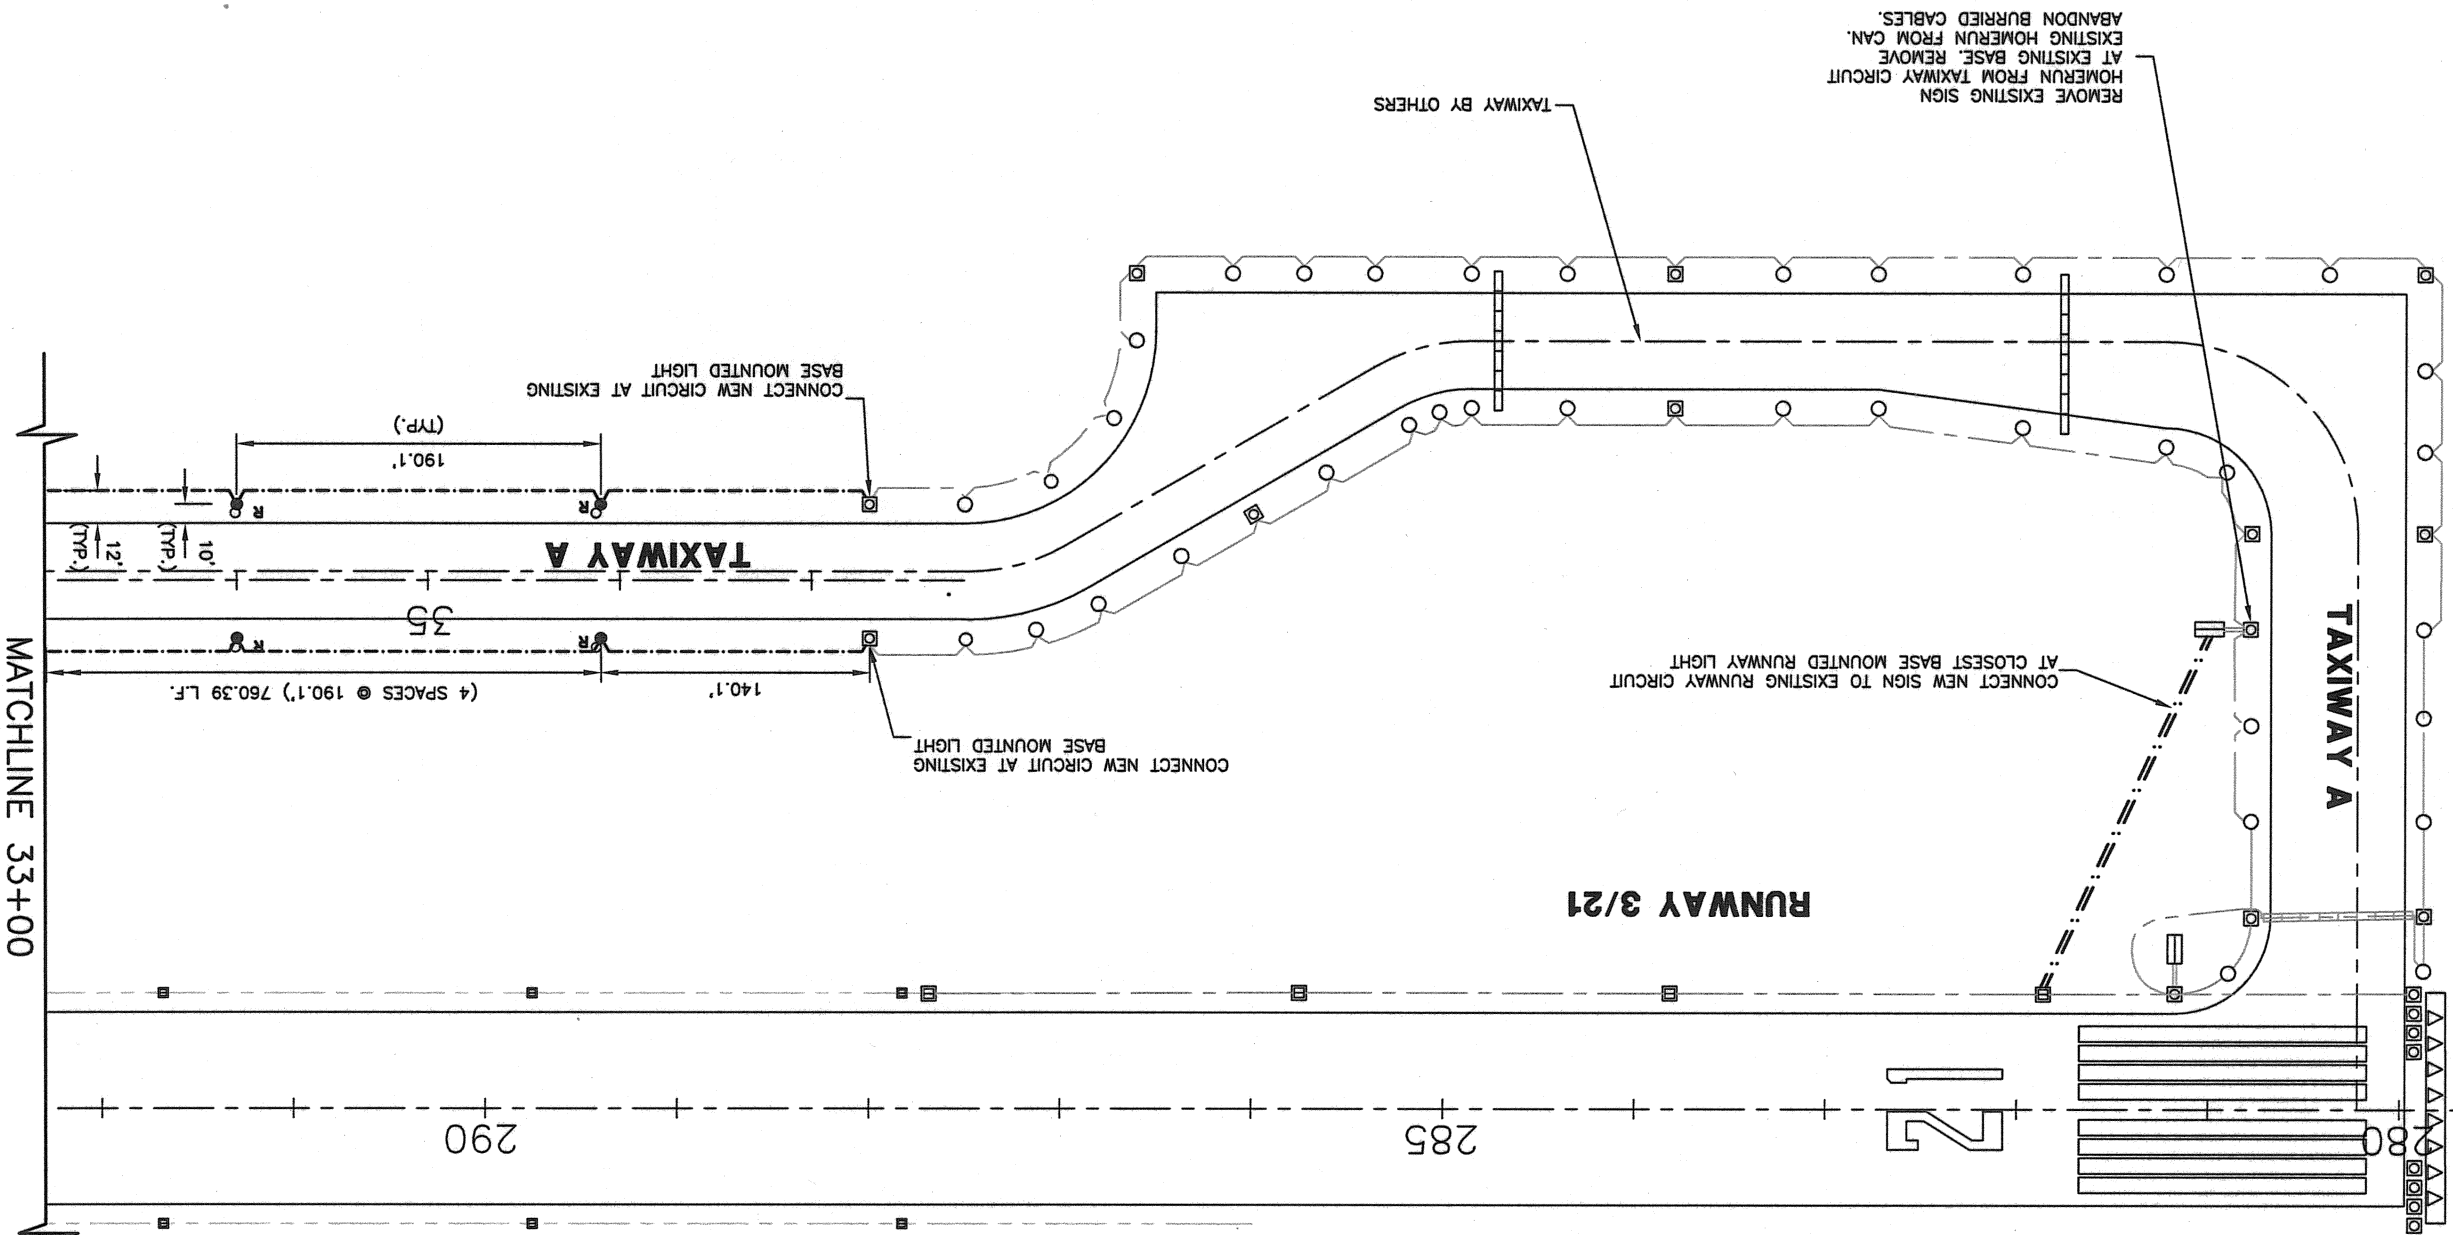 280
285
290
21
RUNWAY 3/21
CONNECT NEW CIRCUIT AT EXISTING
BASE MOUNTED LIGHT
CONNECT NEW SIGN TO EXISTING RUNWAY CIRCUIT
AT CLOSEST BASE MOUNTED RUNWAY LIGHT
140.1'
(4 SPACES @ 190.1') 760.39 L.F.
MATCHLINE 33+00
TAXIWAY A
R
R
35
TAXIWAY A
10'
(TYP.)
12'
(TYP.)
R
R
190.1'
(TYP.)
CONNECT NEW CIRCUIT AT EXISTING
BASE MOUNTED LIGHT
REMOVE EXISTING SIGN
HOMERUN FROM TAXIWAY CIRCUIT
AT EXISTING BASE. REMOVE
EXISTING HOMERUN FROM CAN.
ABANDON BURRIED CABLES.
TAXIWAY BY OTHERS